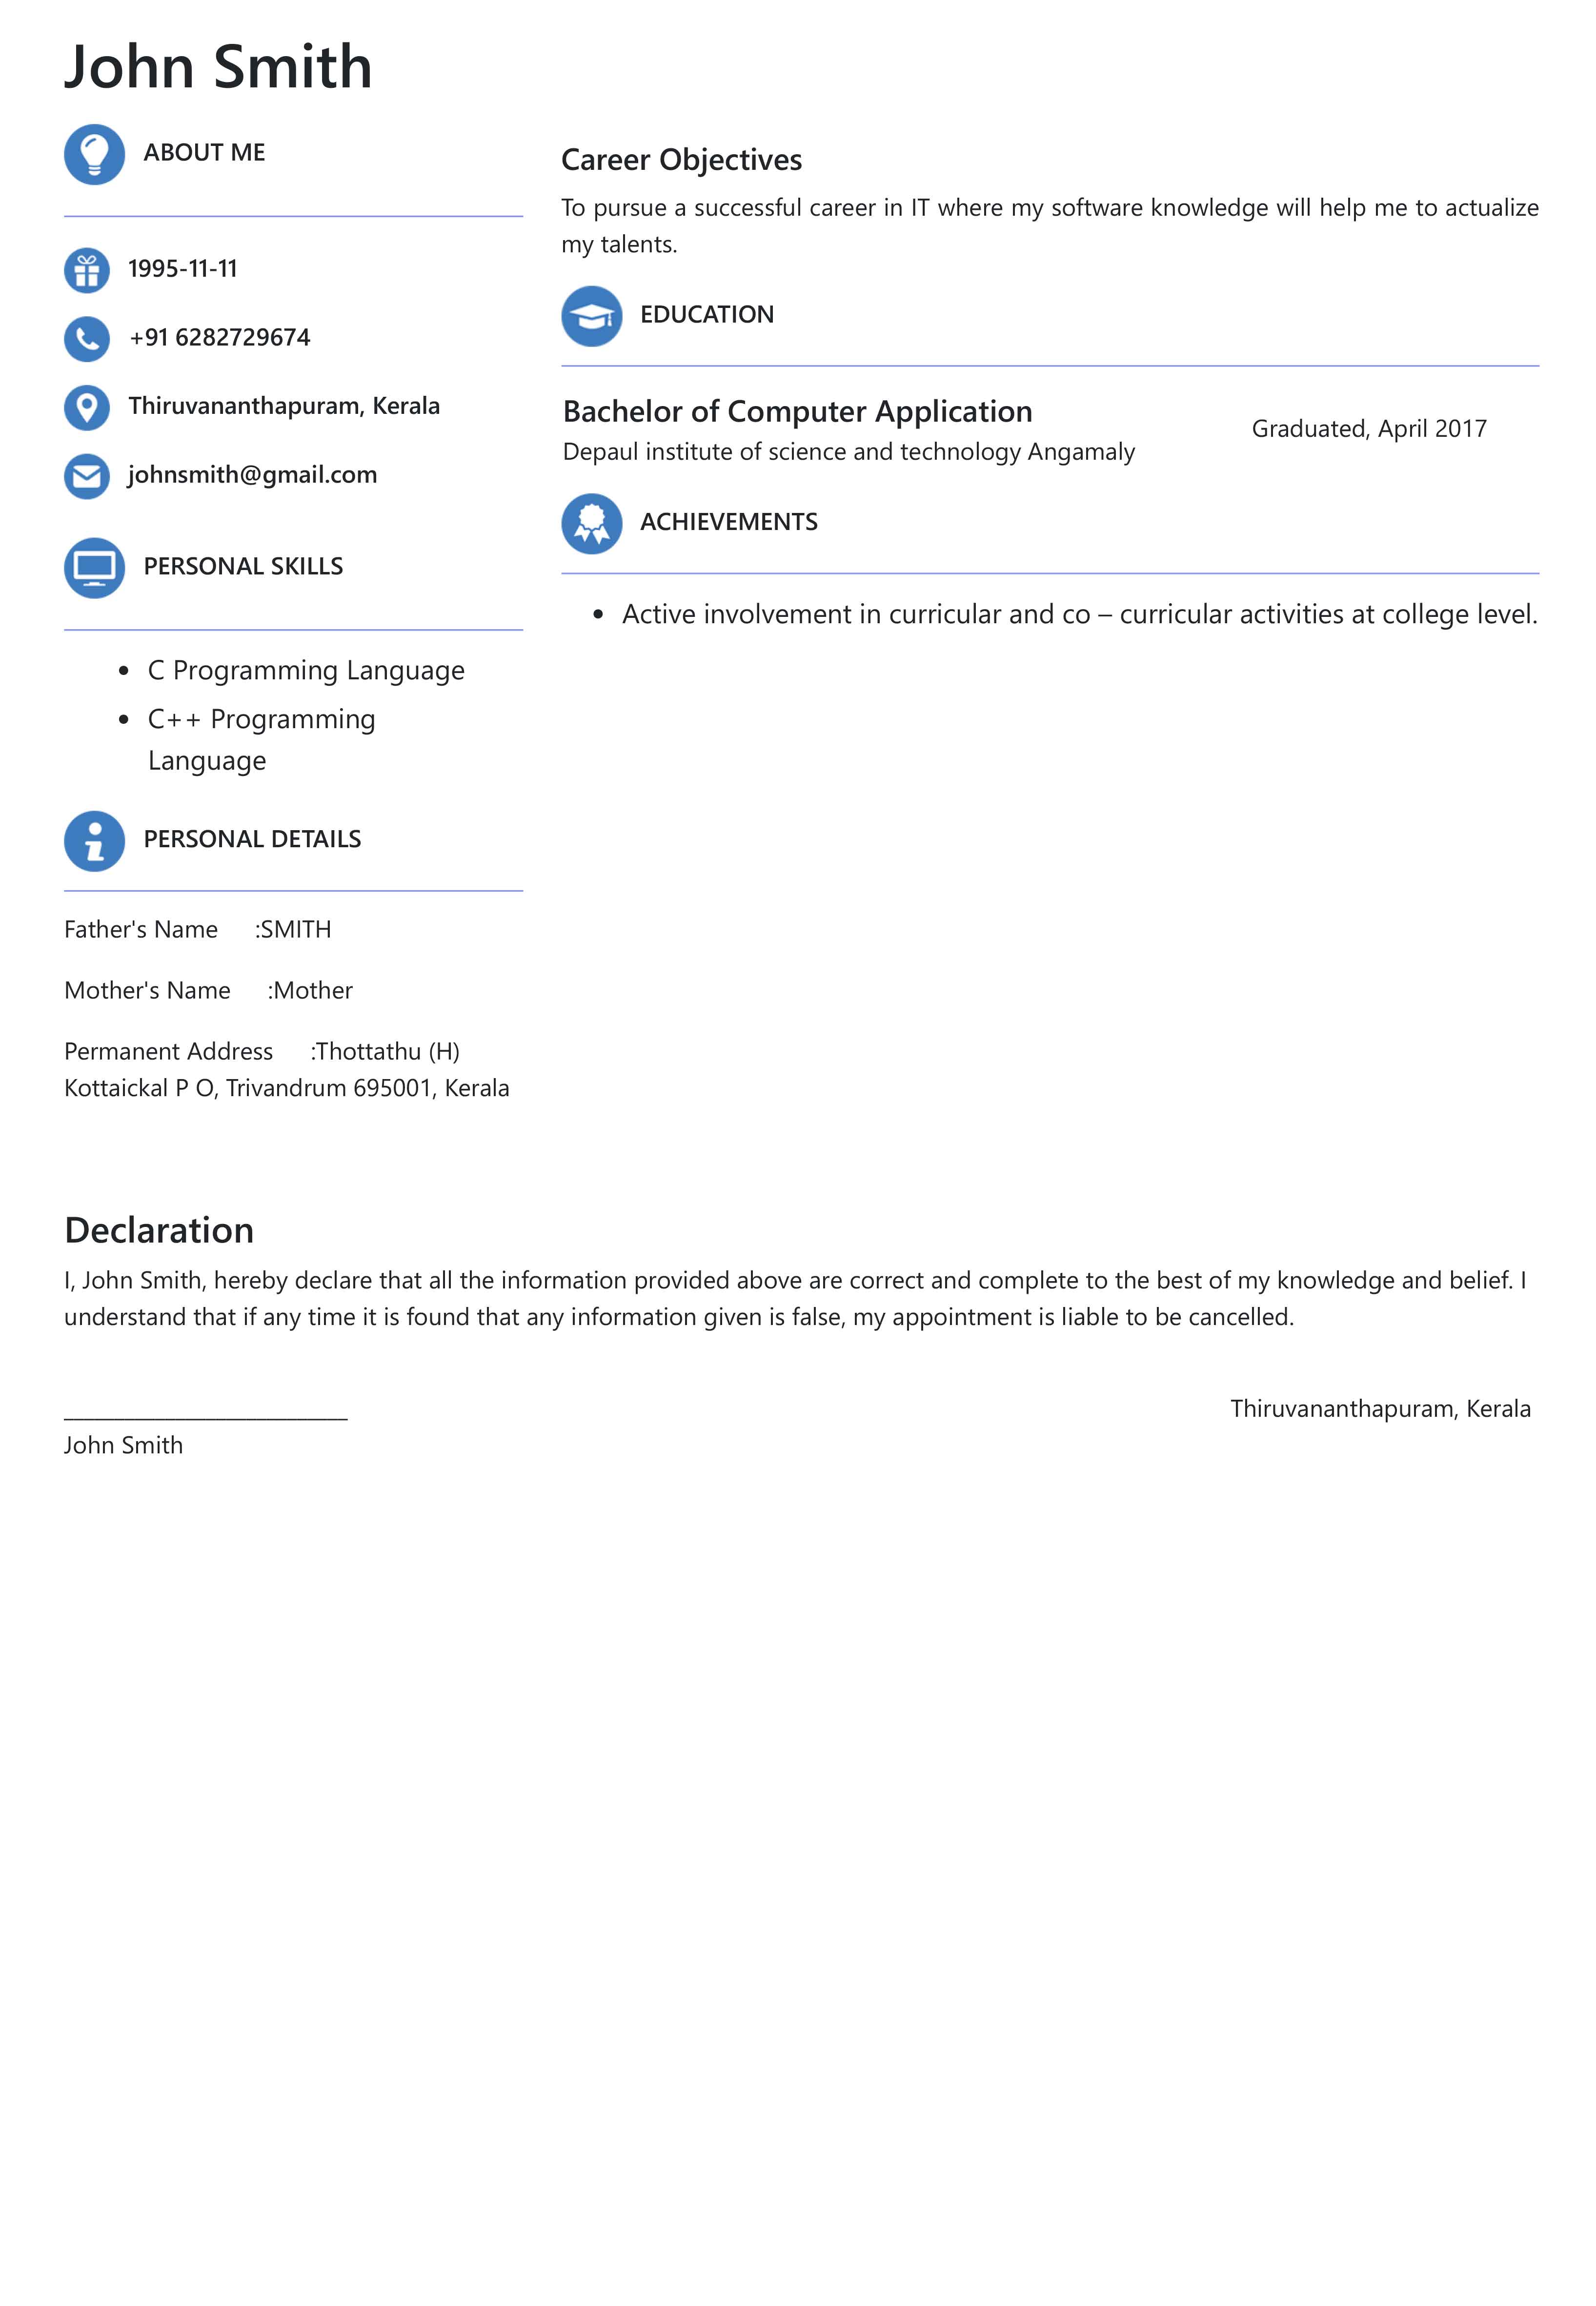 John Smith
ABOUT ME
1995-11-11
+91 6282729674
Thiruvananthapuram, Kerala
johnsmith@gmail.com
PERSONAL SKILLS
• C Programming Language
• C++ Programming
Language
PERSONAL DETAILS
Father's Name :SMITH
Mother's Name :Mother
Permanent Address :Thottathu (H)
Kottaickal P O, Trivandrum 695001, Kerala
Career Objectives
To pursue a successful career in IT where my software knowledge will help me to actualize
my talents.
EDUCATION
Bachelor of Computer Application
Depaul institute of science and technology Angamaly
Graduated, April 2017
ACHIEVEMENTS
• Active involvement in curricular and co – curricular activities at college level.
Declaration
I, John Smith, hereby declare that all the information provided above are correct and complete to the best of my knowledge and belief. I
understand that if any time it is found that any information given is false, my appointment is liable to be cancelled.
_______________________
John Smith
Thiruvananthapuram, Kerala